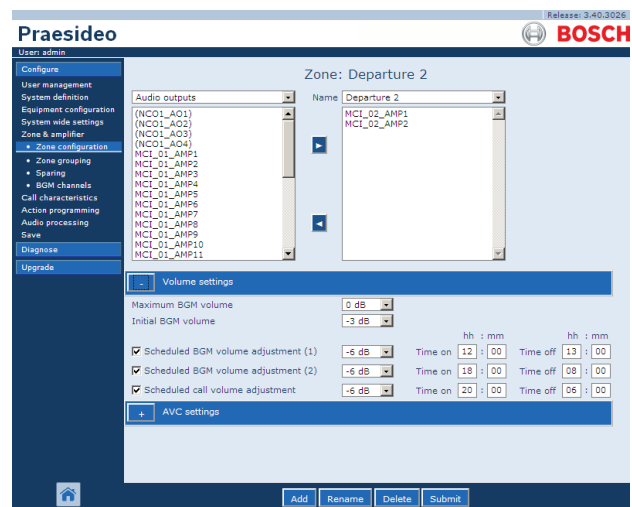 Release: 3.40.3026
Praesideo
BOSCH
User: admin
Configure
User management
System definition
Equipment configuration
System wide settings
Zone & amplifier
• Zone configuration
• Zone grouping
• Sparing
• BGM channels
Call characteristics
Action programming
Audio processing
Save
Diagnose
Upgrade
Zone: Departure 2
Audio outputs
Name Departure 2
(NCO1_AO1)
(NCO1_AO2)
(NCO1_AO3)
(NCO1_AO4)
MCI_01_AMP1
MCI_01_AMP2
MCI_01_AMP3
MCI_01_AMP4
MCI_01_AMP5
MCI_01_AMP6
MCI_01_AMP7
MCI_01_AMP8
MCI_01_AMP9
MCI_01_AMP10
MCI_01_AMP11
MCI_02_AMP1
MCI_02_AMP2
- Volume settings
Maximum BGM volume 0 dB
Initial BGM volume -3 dB
hh : mm hh : mm
Scheduled BGM volume adjustment (1) -6 dB Time on 12 : 00 Time off 13 : 00
Scheduled BGM volume adjustment (2) -6 dB Time on 18 : 00 Time off 08 : 00
Scheduled call volume adjustment -6 dB Time on 20 : 00 Time off 06 : 00
+ AVC settings
Add Rename Delete Submit